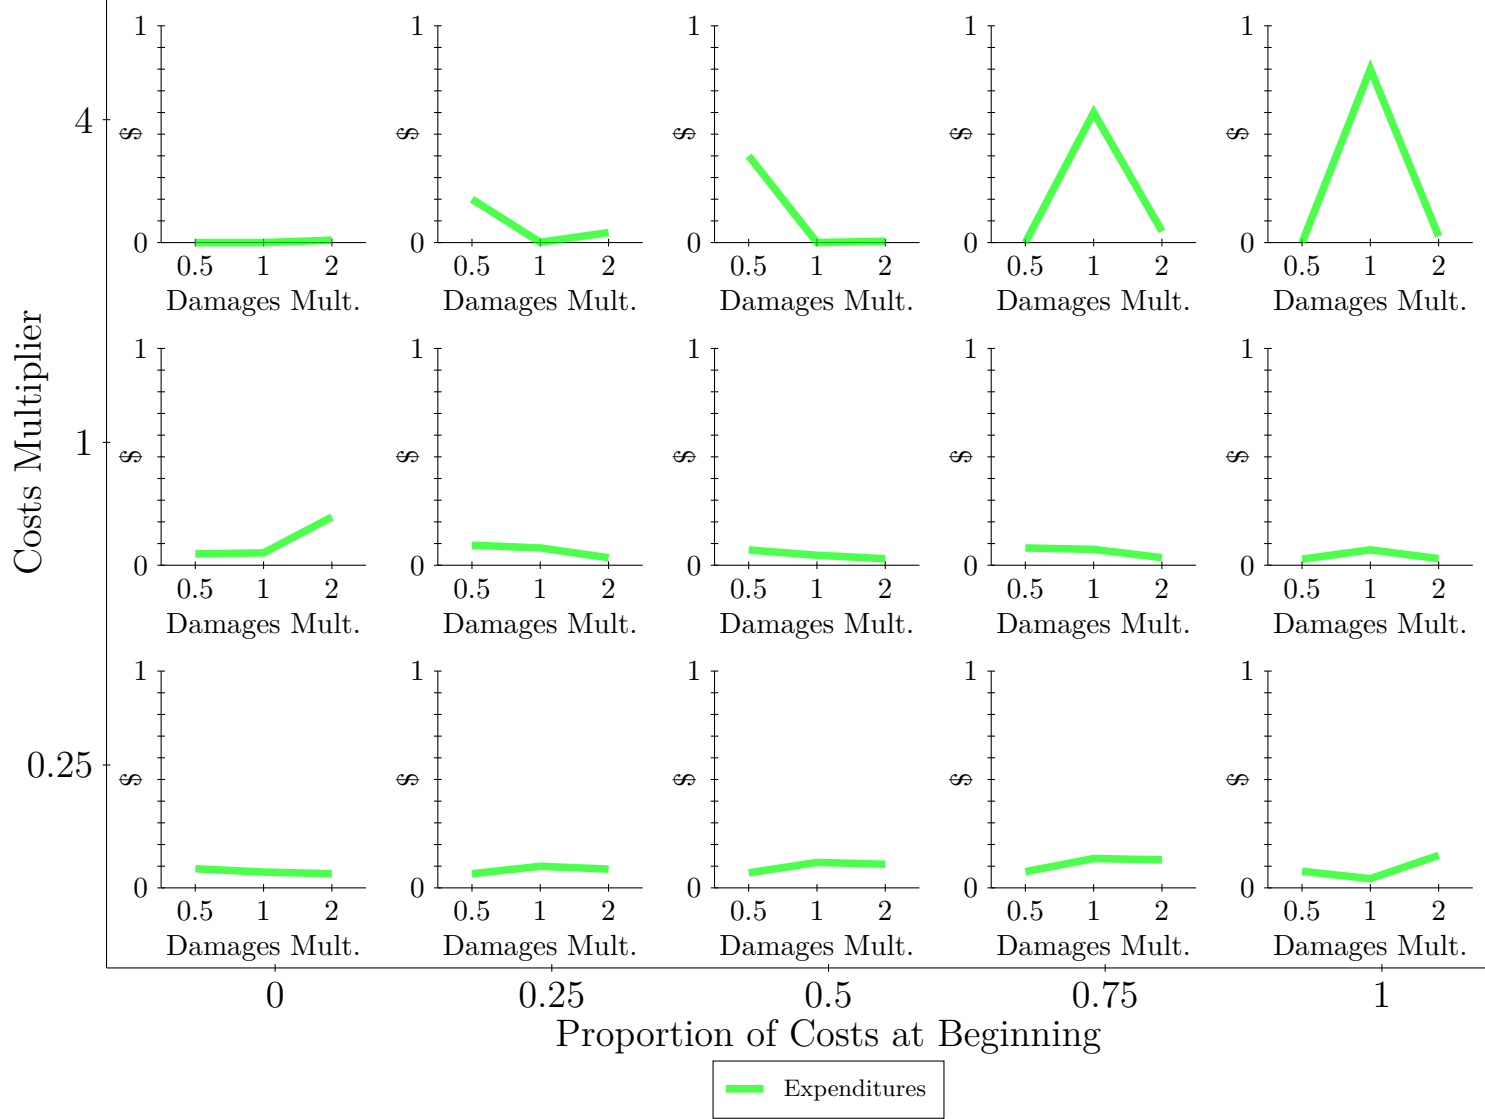 Costs Multiplier
4
1 1 1 1 1
$ $ $ $ $
0 0 0 0 0
0.5 1 2 0.5 1 2 0.5 1 2 0.5 1 2 0.5 1 2
Damages Mult. Damages Mult. Damages Mult. Damages Mult. Damages Mult.
1
1 1 1 1 1
$ $ $ $ $
0 0 0 0 0
0.5 1 2 0.5 1 2 0.5 1 2 0.5 1 2 0.5 1 2
Damages Mult. Damages Mult. Damages Mult. Damages Mult. Damages Mult.
0.25
1 1 1 1 1
$ $ $ $ $
0 0 0 0 0
0.5 1 2 0.5 1 2 0.5 1 2 0.5 1 2 0.5 1 2
Damages Mult. Damages Mult. Damages Mult. Damages Mult. Damages Mult.
0 0.25 0.5 0.75 1
Proportion of Costs at Beginning
Expenditures